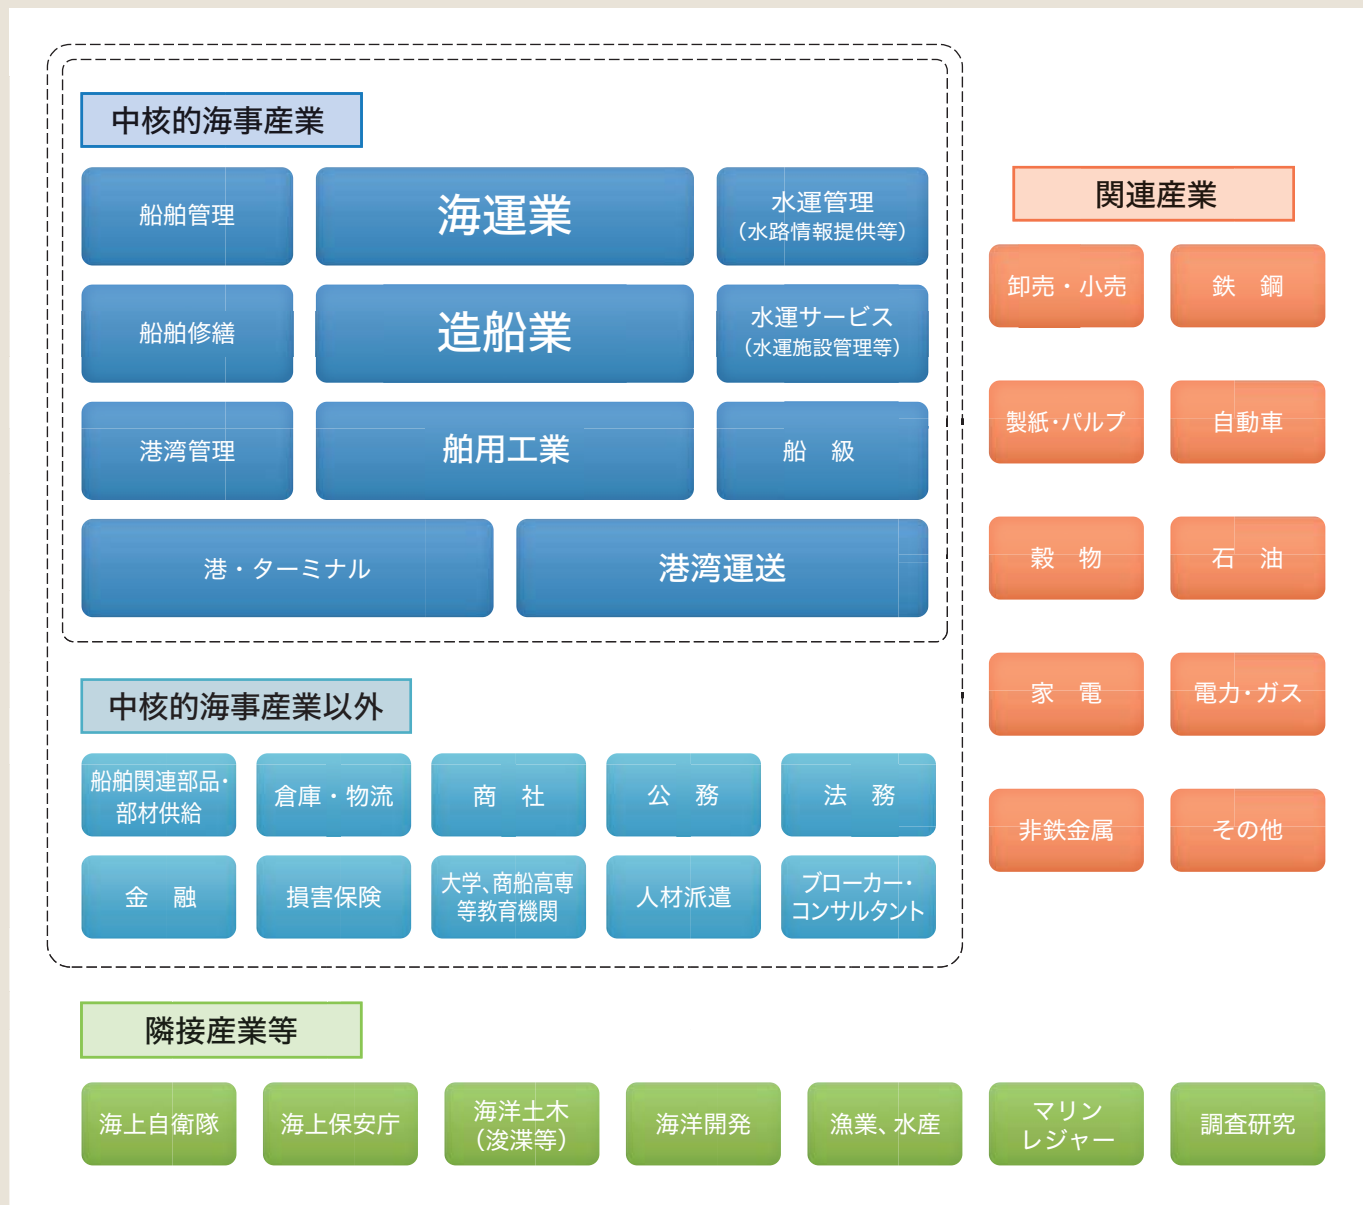 中核的海事産業
船舶管理
海運業
水運管理
（水路情報提供等）
船舶修繕
造船業
水運サービス
（水運施設管理等）
港湾管理
舶用工業
船　級
港・ターミナル
港湾運送
中核的海事産業以外
船舶関連部品・
部材供給
倉庫・物流
商　社
公　務
法　務
金　融
損害保険
大学、商船高専
等教育機関
人材派遣
ブローカー・
コンサルタント
関連産業
卸売・小売
鉄　鋼
製紙・パルプ
自動車
穀　物
石　油
家　電
電力・ガス
非鉄金属
その他
隣接産業等
海上自衛隊
海上保安庁
海洋土木
（浚渫等）
海洋開発
漁業、水産
マリン
レジャー
調査研究